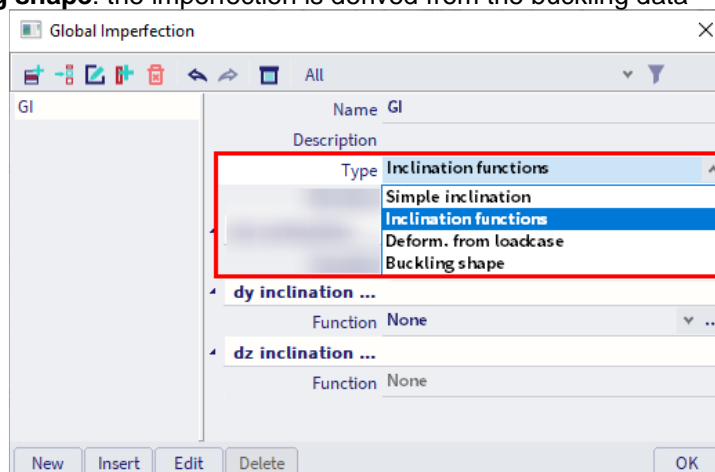 g shape: the imperfection is derived from the buckling data
Global Imperfection
All
GI
Name GI
Description
Type Inclination functions
Simple inclination
Inclination functions
Deform. from loadcase
Buckling shape
dy inclination ...
Function None
dz inclination ...
Function None
New Insert Edit Delete OK